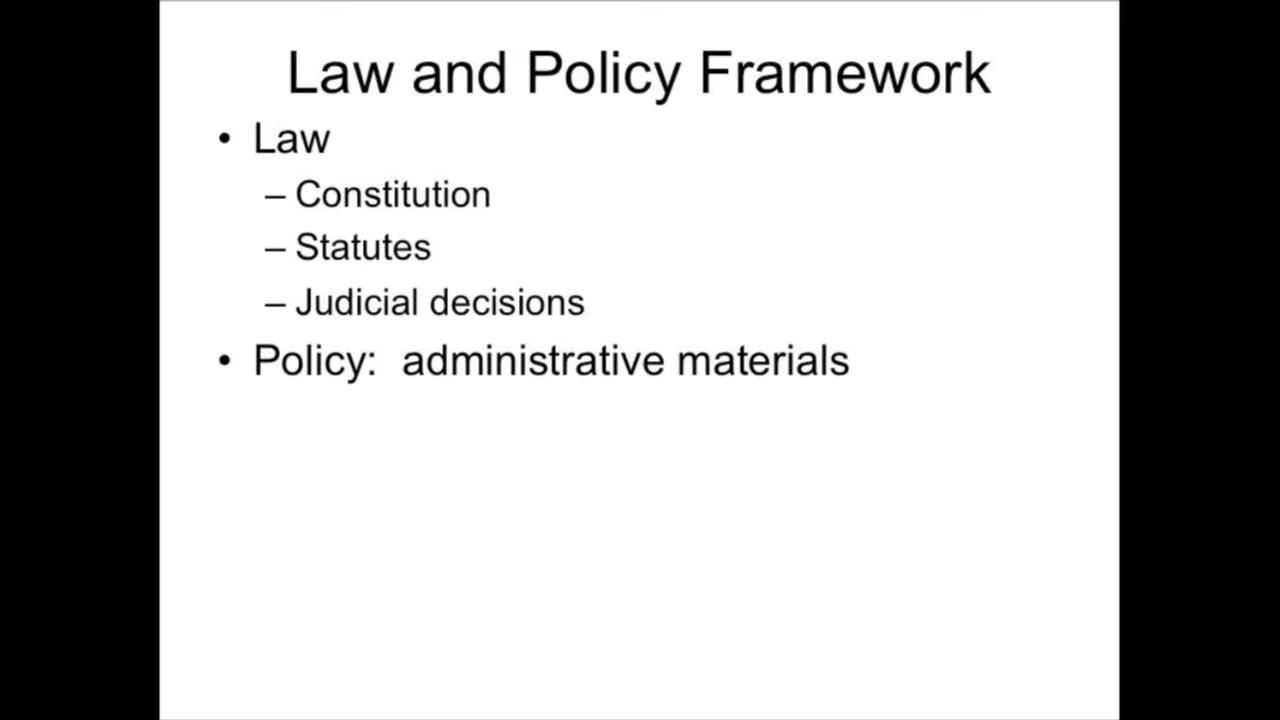 Law and Policy Framework
• Law
– Constitution
– Statutes
– Judicial decisions
• Policy:  administrative materials